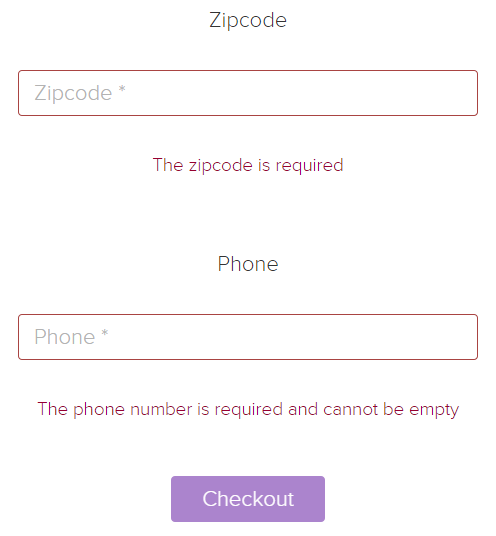 Zipcode
Zipcode *
The zipcode is required
Phone
Phone *
The phone number is required and cannot be empty
Checkout